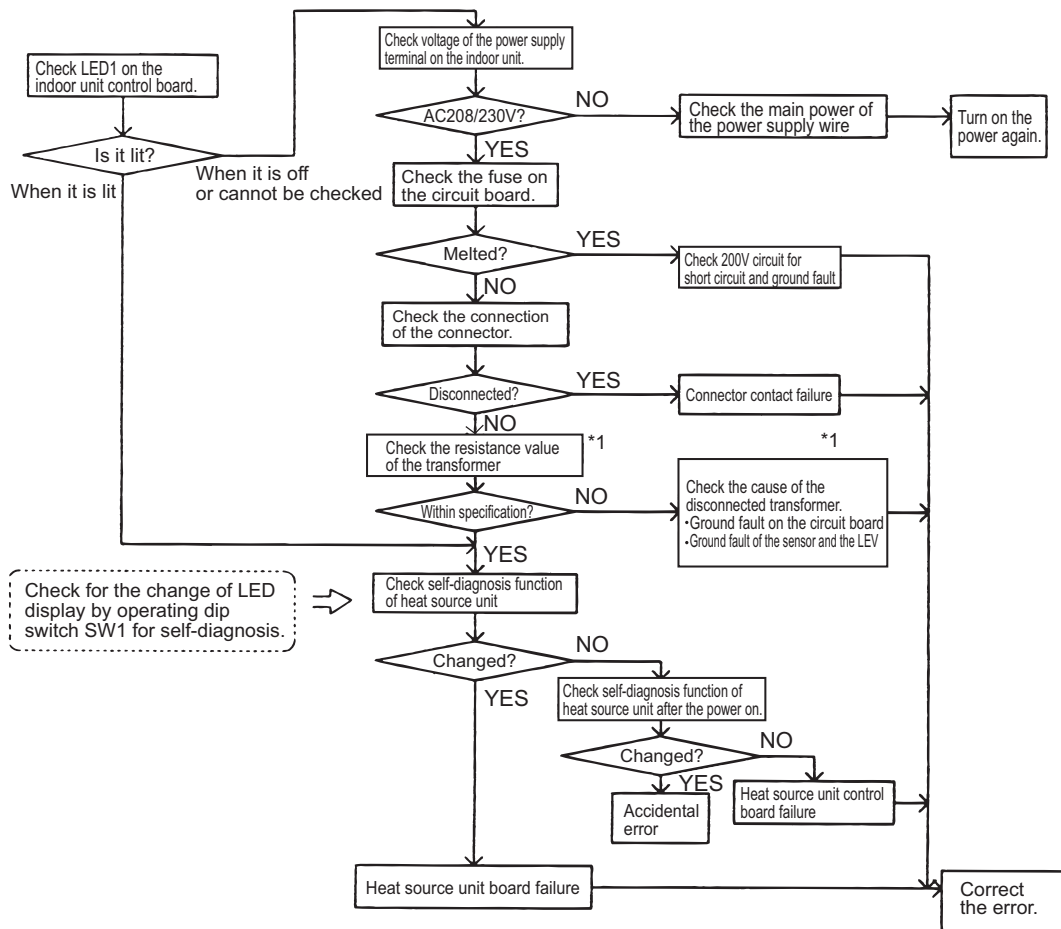 Check LED1 on the
indoor unit control board.
Is it lit?
When it is lit
When it is off
or cannot be checked
Check voltage of the power supply
terminal on the indoor unit.
AC208/230V?
NO
Check the main power of
the power supply wire
Turn on the
power again.
YES
Check the fuse on
the circuit board.
Melted?
YES
Check 200V circuit for
short circuit and ground fault
NO
Check the connection
of the connector.
Disconnected?
YES
Connector contact failure
NO
Check the resistance value
of the transformer
*1
*1
Within specification?
NO
Check the cause of the
disconnected transformer.
•Ground fault on the circuit board
•Ground fault of the sensor and the LEV
YES
Check for the change of LED
display by operating dip
switch SW1 for self-diagnosis.
Check self-diagnosis function
of heat source unit
Changed?
NO
YES
Check self-diagnosis function of
heat source unit after the power on.
Changed?
NO
YES
Accidental
error
Heat source unit control
board failure
Heat source unit board failure
Correct
the error.